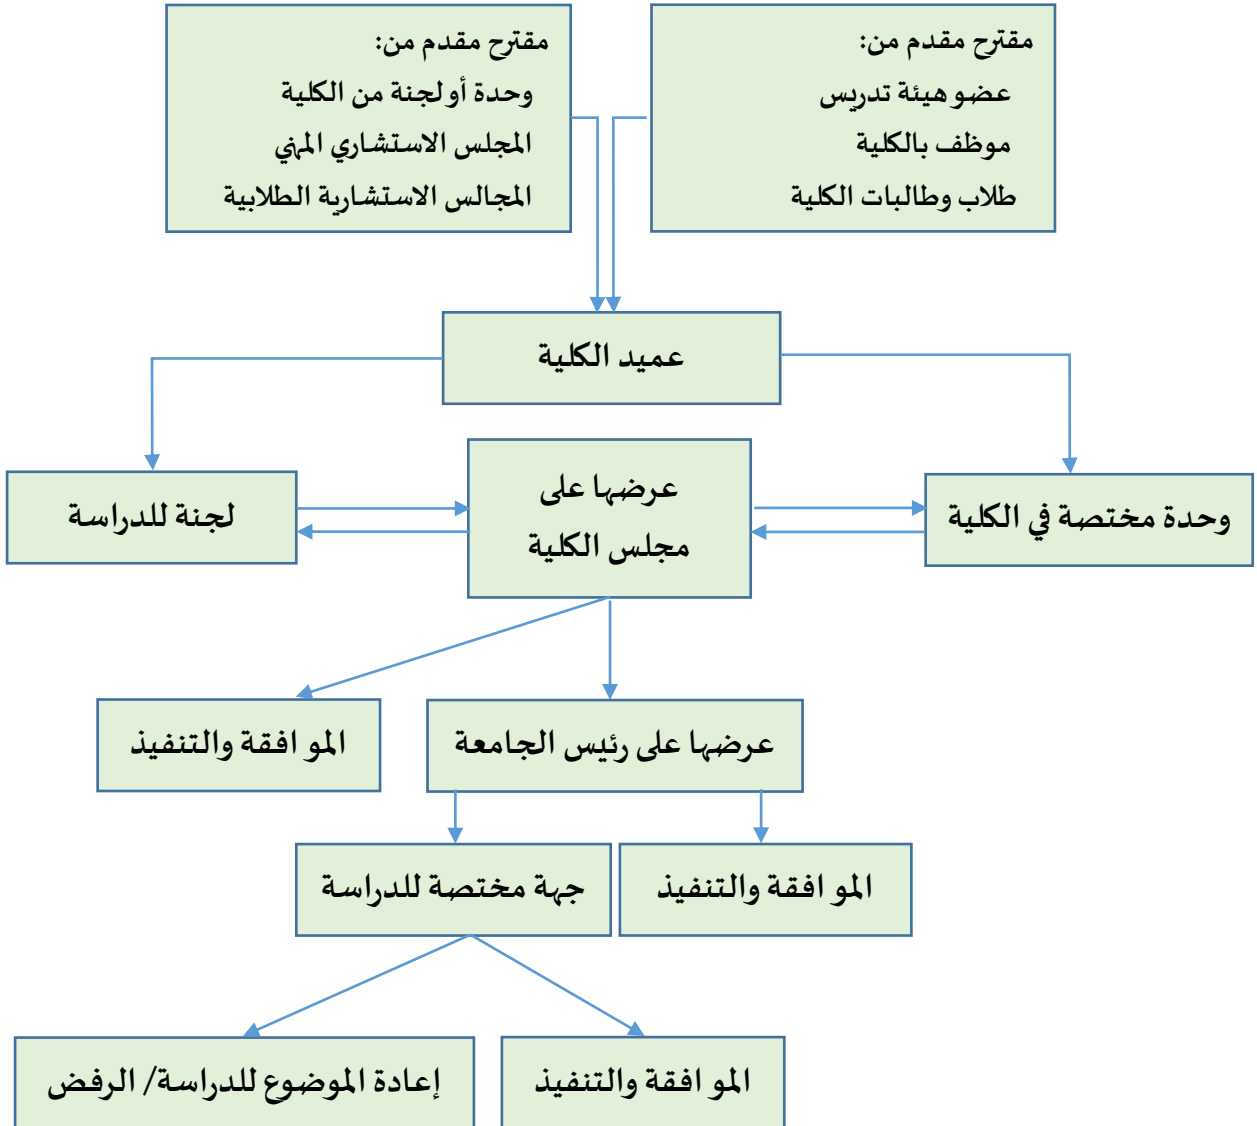 مقترح مقدم من:
عضو هيئة تدريس
موظف بالكلية
طلاب وطالبات الكلية
مقترح مقدم من:
وحدة أو لجنة من الكلية
المجلس الاستشاري المهني
المجالس الاستشارية الطلابية
عميد الكلية
وحدة مختصة في الكلية
عرضها على
مجلس الكلية
لجنة للدراسة
عرضها على رئيس الجامعة
الموافقة والتنفيذ
الموافقة والتنفيذ
جهة مختصة للدراسة
الموافقة والتنفيذ
إعادة الموضوع للدراسة/ الرفض